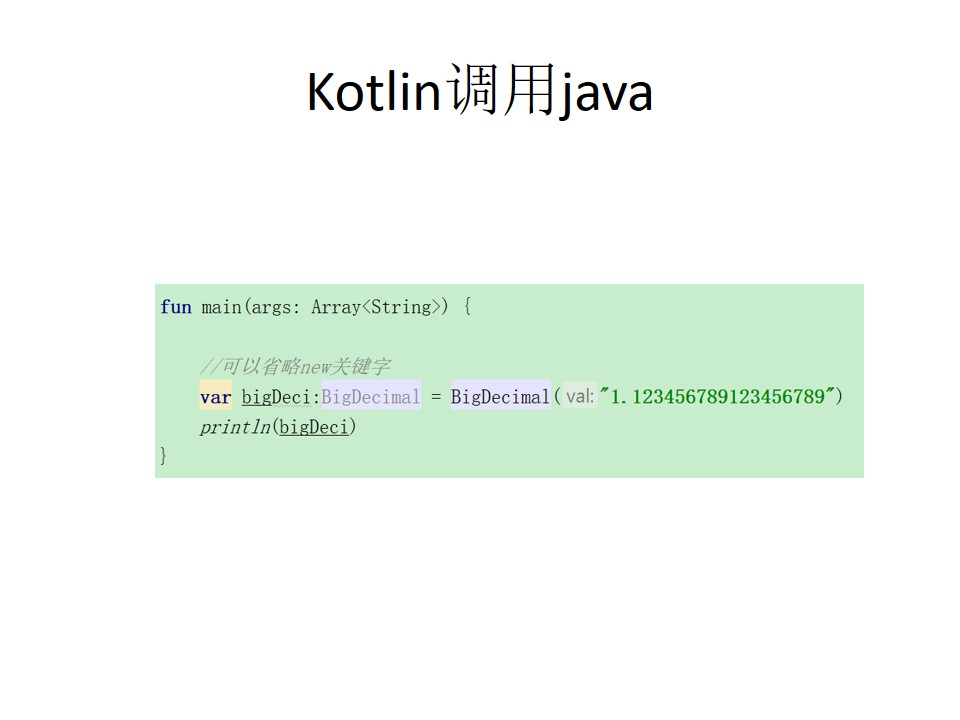 Kotlin调用java
fun main(args: Array<String>) {
//可以省略new关键字
var bigDeci:BigDecimal = BigDecimal( val: "1.123456789123456789")
println(bigDeci)
}